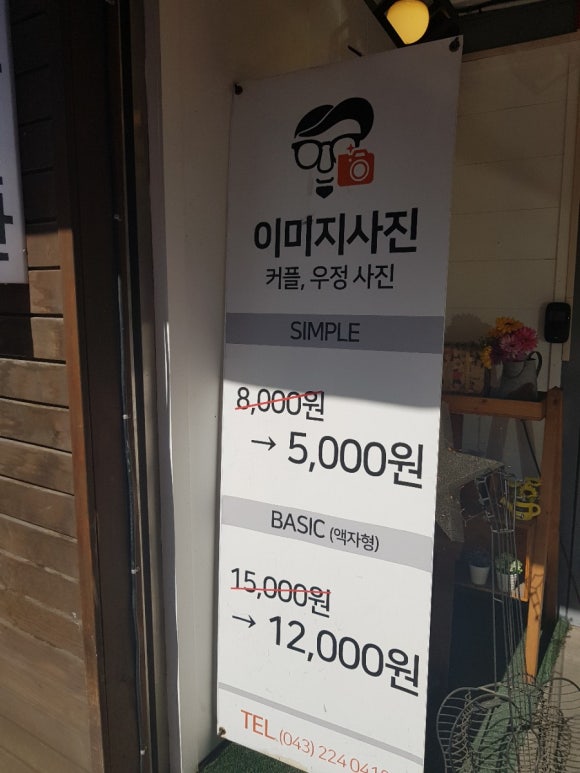 이미지사진
커플, 우정 사진
SIMPLE
8,000원
→ 5,000원
BASIC (액자형)
15,000원
→ 12,000원
TEL.(043) 224 0418